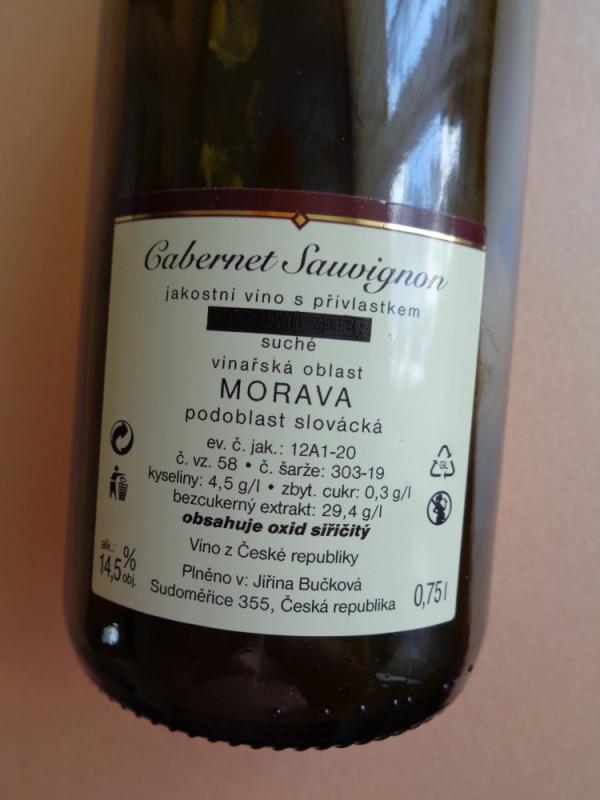 Cabernet Sauvignon
jakostní víno s přívlastkem
suché
vinařská oblast
MORAVA
podoblast slovácká
ev. č. jak.: 12A1-20
č. vz. 58 • č. šarže: 303-19
kyseliny: 4,5 g/l • zbyt. cukr: 0,3 g/l
bezcukerný extrakt: 29,4 g/l
obsahuje oxid siřičitý
Víno z České republiky
Plněno v: Jiřina Bučková
Sudoměřice 355, Česká republika
alk.: %
14,5 obj.
0,75 l
GL